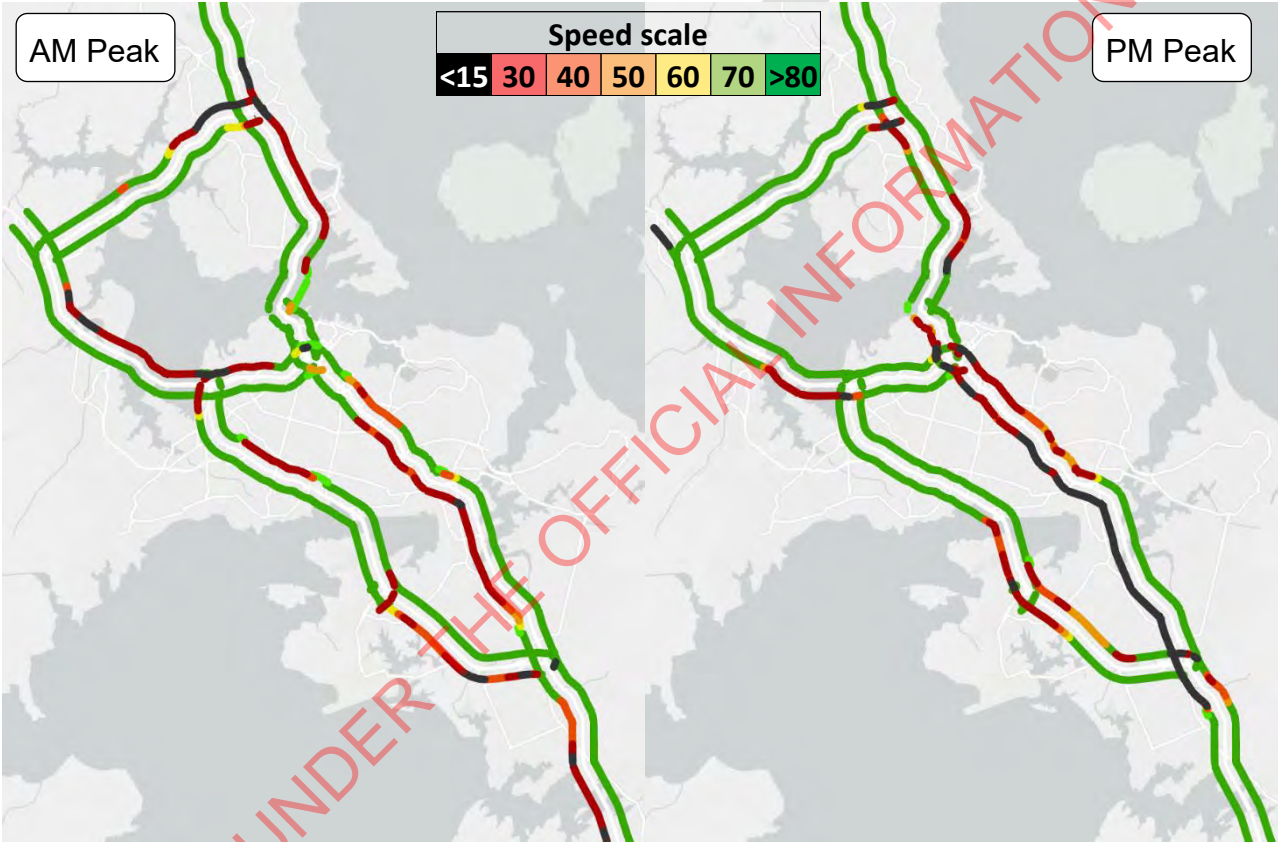 AM Peak
Speed scale
<15 30 40 50 60 70 >80
PM Peak
UNDER THE OFFICIAL INFORMATION